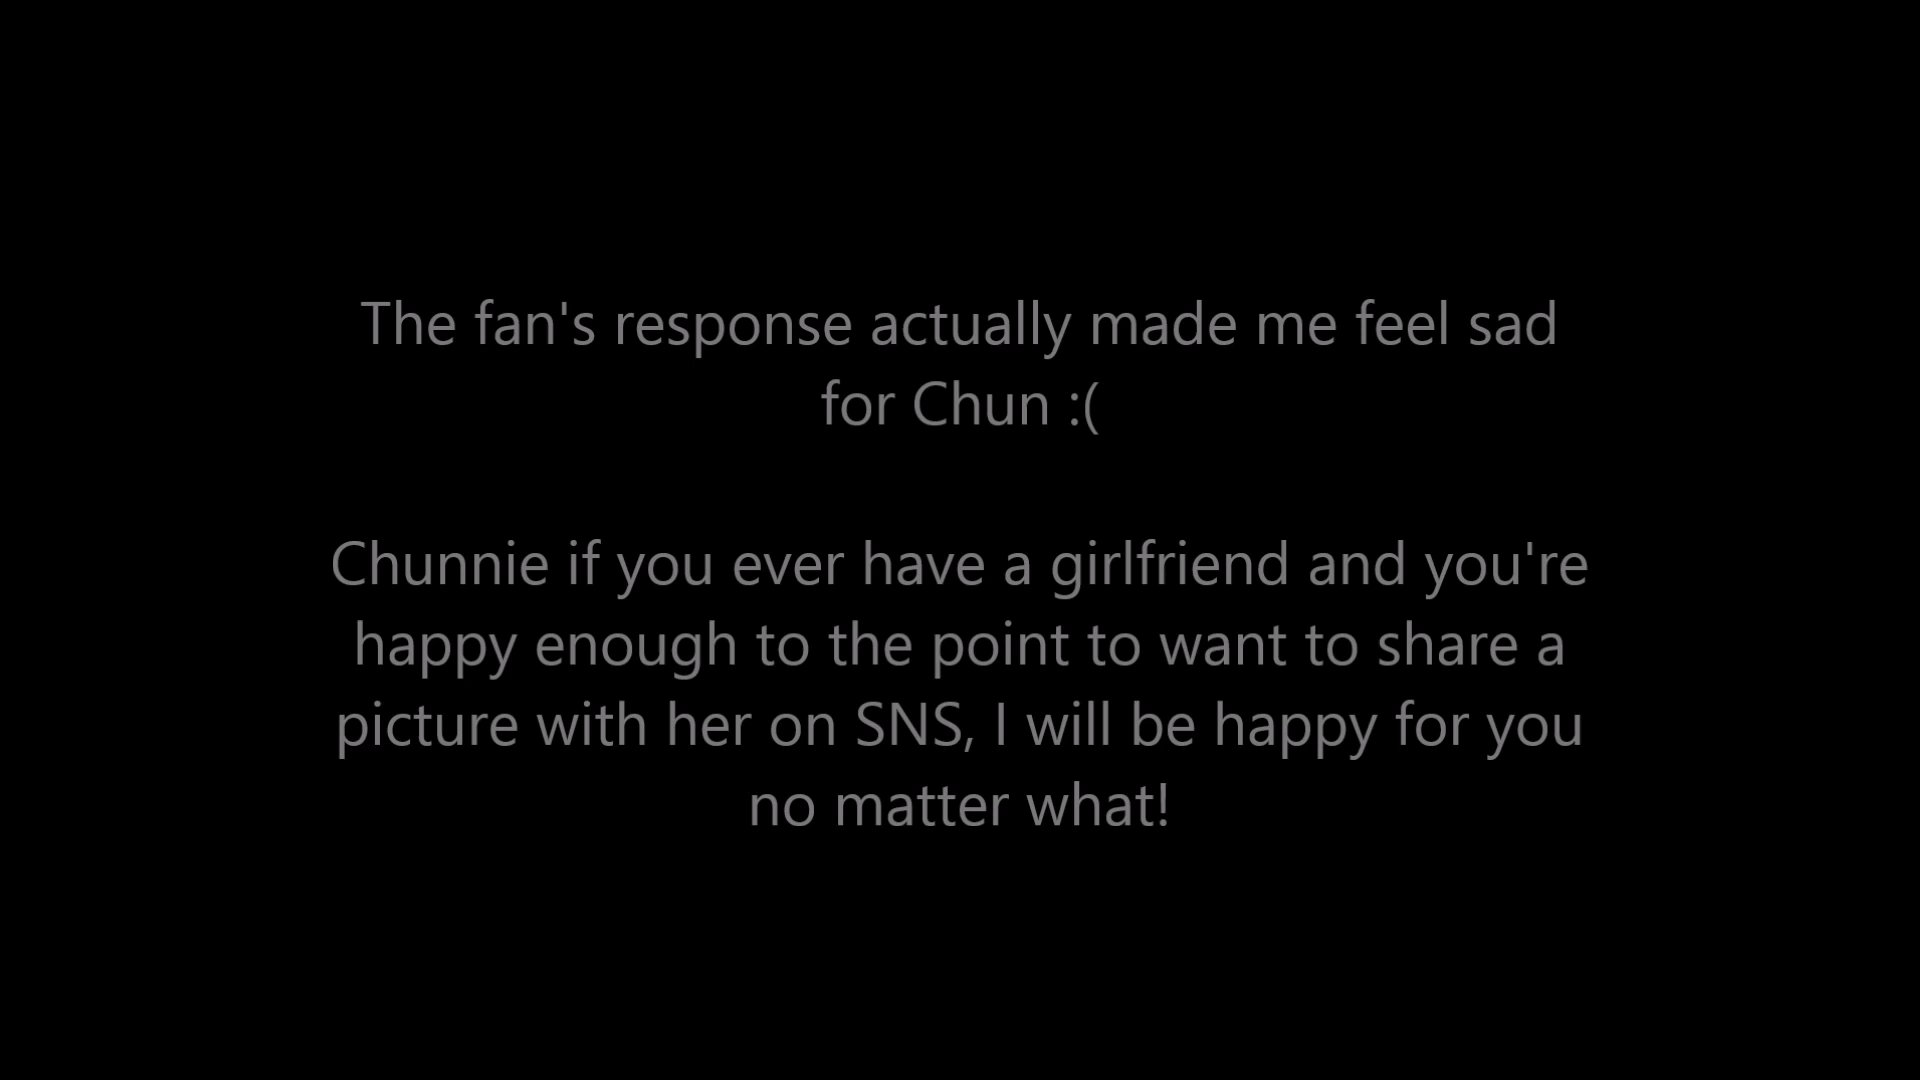 The fan's response actually made me feel sad
for Chun :(
Chunnie if you ever have a girlfriend and you're
happy enough to the point to want to share a
picture with her on SNS, I will be happy for you
no matter what!